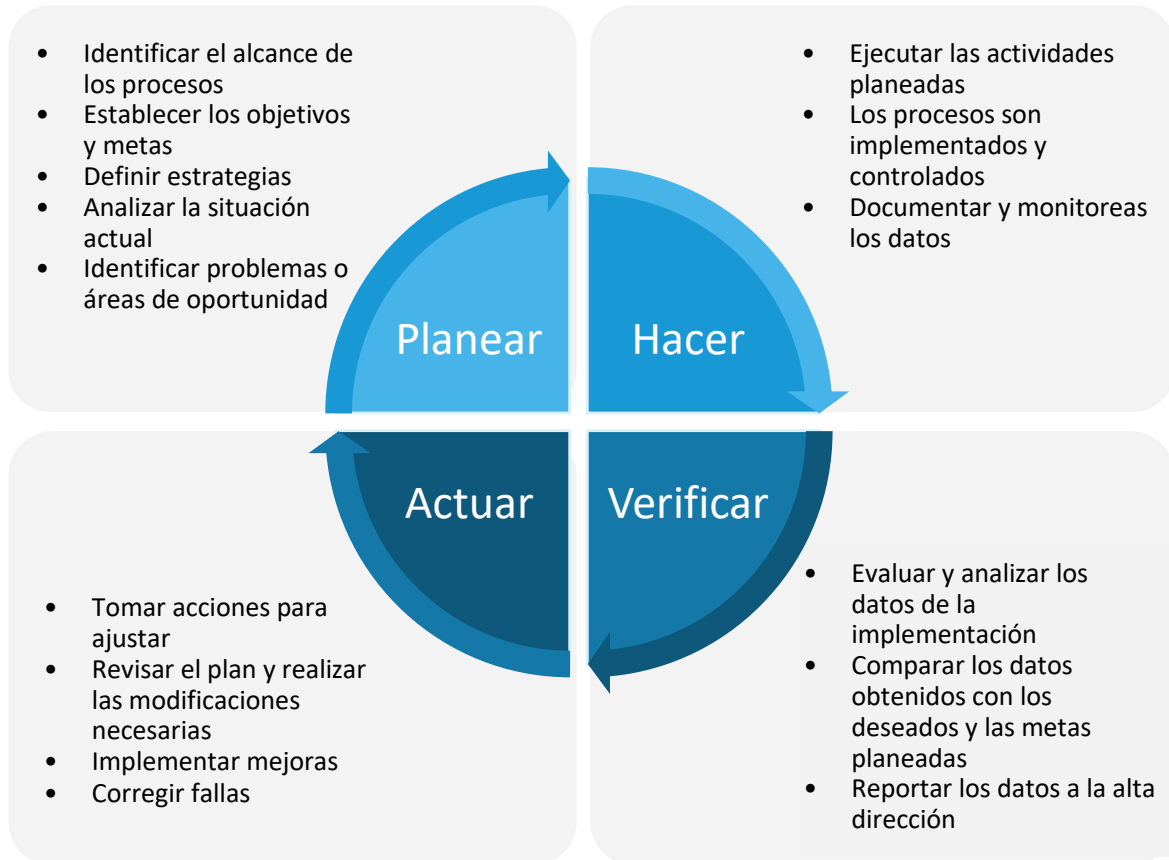 • Identificar el alcance de
los procesos
• Establecer los objetivos
y metas
• Definir estrategias
• Analizar la situación
actual
• Identificar problemas o
áreas de oportunidad
• Ejecutar las actividades
planeadas
• Los procesos son
implementados y
controlados
• Documentar y monitoreas
los datos
Planear
Hacer
Actuar
Verificar
• Tomar acciones para
ajustar
• Revisar el plan y realizar
las modificaciones
necesarias
• Implementar mejoras
• Corregir fallas
• Evaluar y analizar los
datos de la
implementación
• Comparar los datos
obtenidos con los
deseados y las metas
planeadas
• Reportar los datos a la alta
dirección